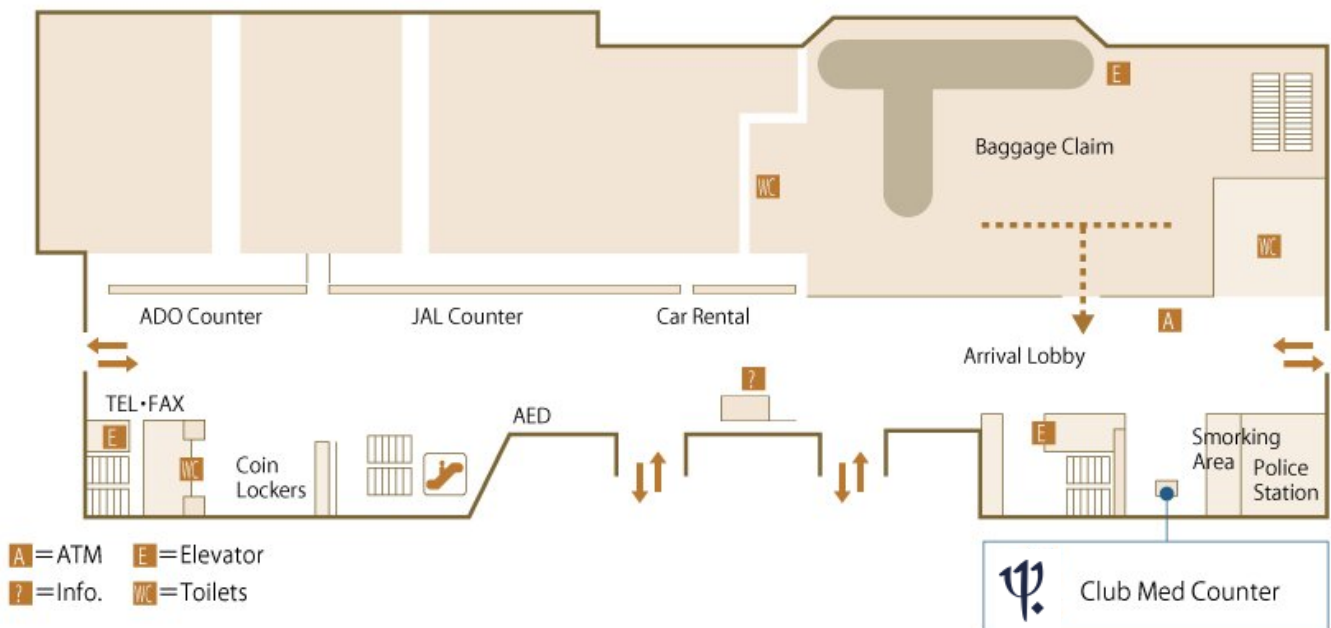 E
Baggage Claim
WC
WC
ADO Counter
JAL Counter
Car Rental
A
Arrival Lobby
?
TEL•FAX
AED
E
WC
Coin
Lockers
E
Smorking
Area
Police
Station
A=ATM
E=Elevator
?=Info.
WC=Toilets
Club Med Counter